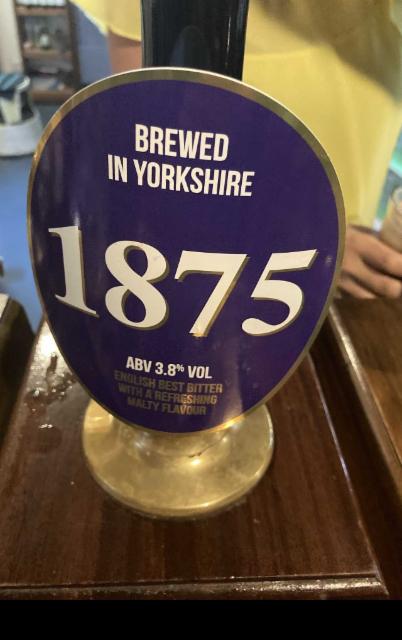 BREWED
IN YORKSHIRE
1875
ABV 3.8% VOL
ENGLISH BEST BITTER
WITH A REFRESHING
MALTY FLAVOUR